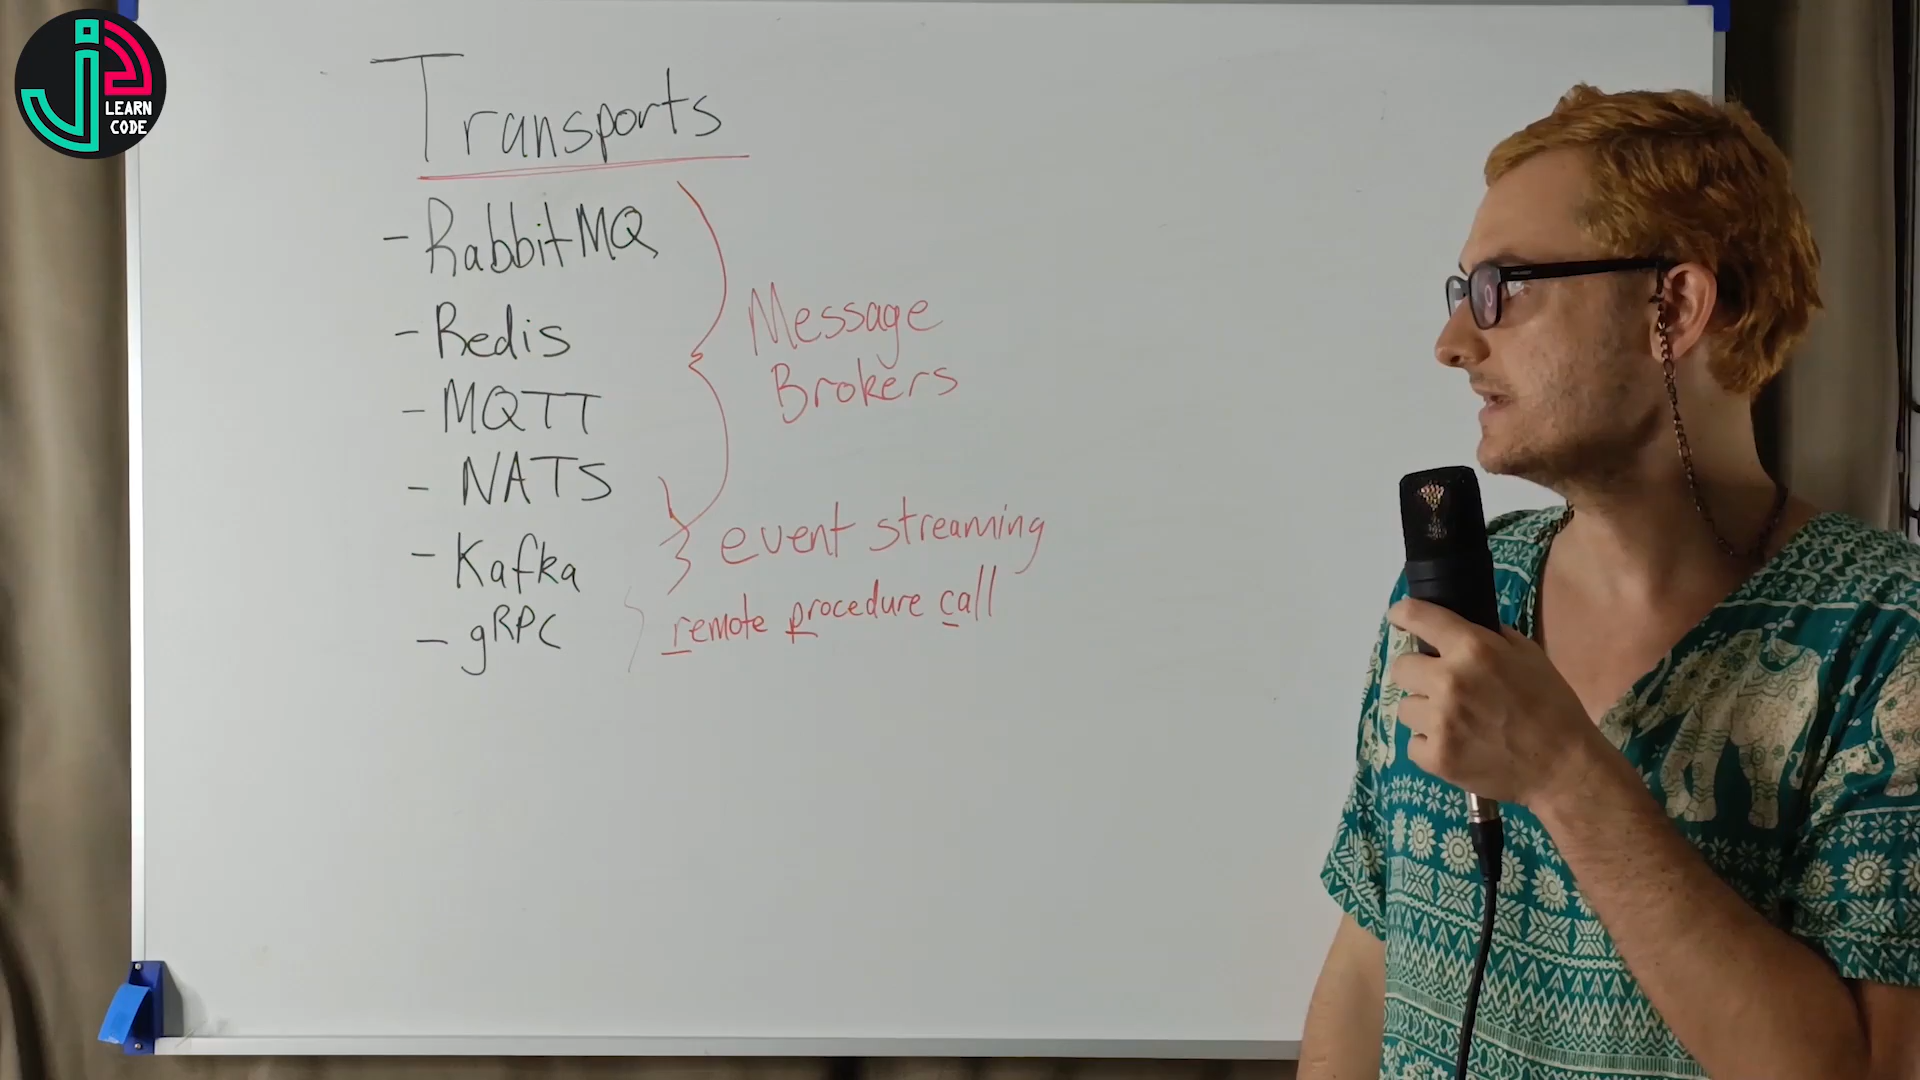 LEARN
CODE
Transports
- RabbitMQ
- Redis
- MQTT
- NATS
- Kafka
- gRPC
Message
Brokers
event streaming
remote procedure call